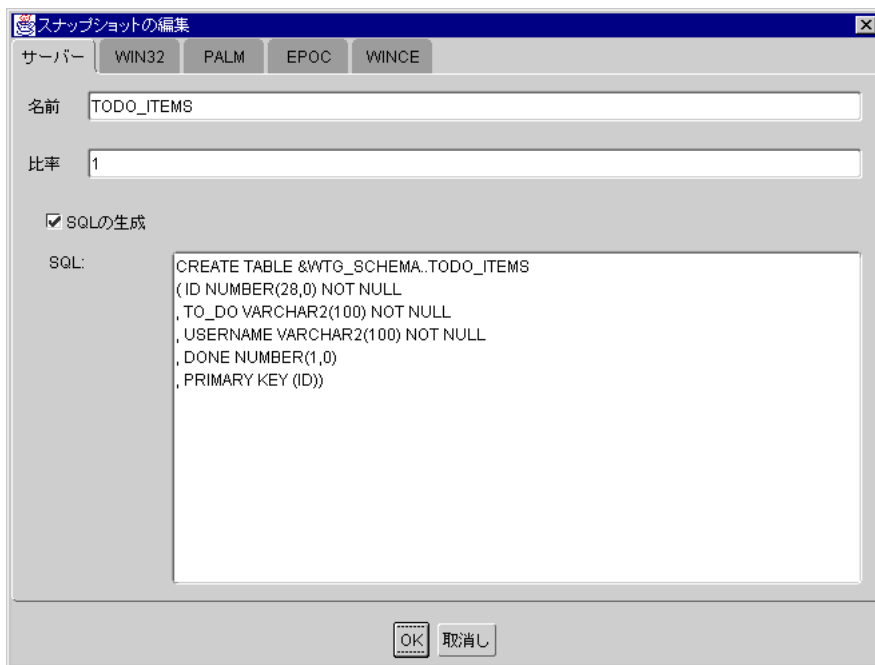 スナップショットの編集
サーバー WIN32 PALM EPOC WINCE
名前 TODO_ITEMS
比率 1
SQLの生成
SQL:
CREATE TABLE &WTG_SCHEMA..TODO_ITEMS
( ID NUMBER(28,0) NOT NULL
, TO_DO VARCHAR2(100) NOT NULL
, USERNAME VARCHAR2(100) NOT NULL
, DONE NUMBER(1,0)
, PRIMARY KEY (ID))
OK 取消し